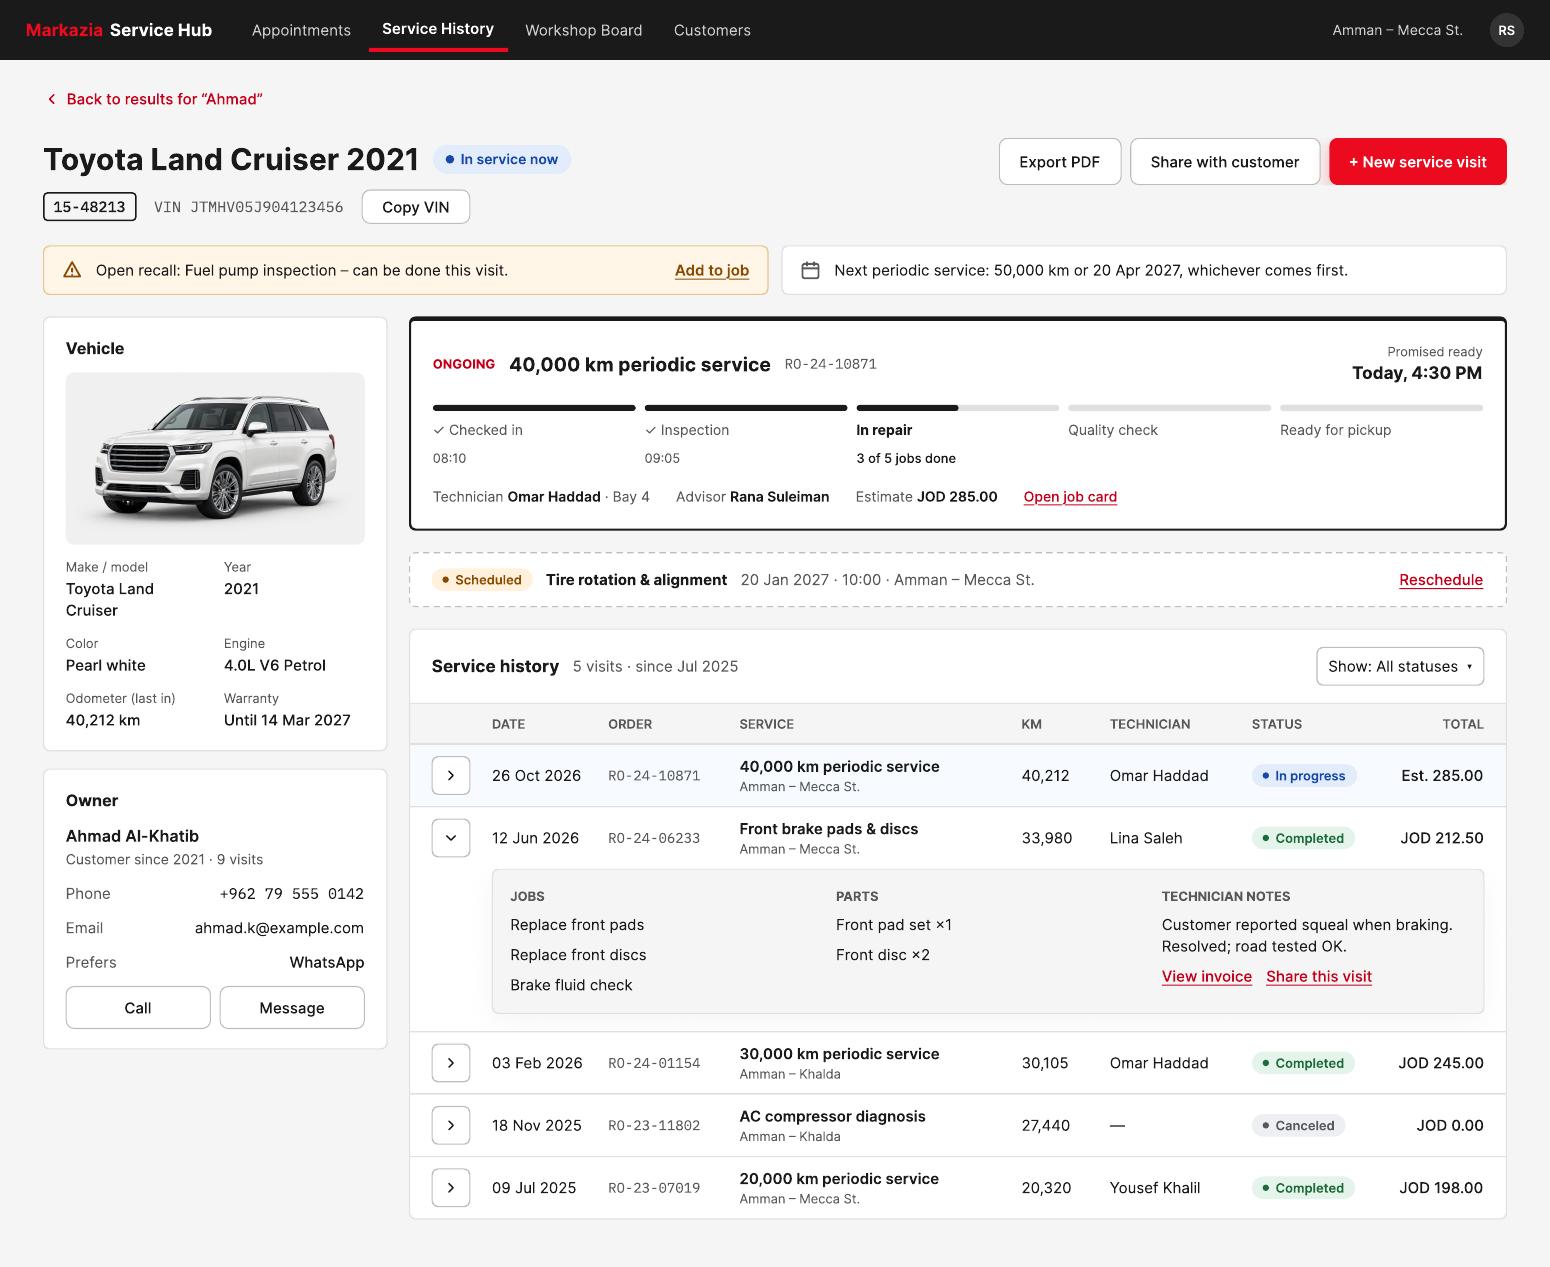 Markazia Service Hub
Appointments
Service History
Workshop Board
Customers
Amman – Mecca St.
RS
Back to results for “Ahmad”
Toyota Land Cruiser 2021
In service now
Export PDF
Share with customer
+ New service visit
15-48213
VIN JTMHV05J904123456
Copy VIN
Open recall: Fuel pump inspection – can be done this visit.
Add to job
Next periodic service: 50,000 km or 20 Apr 2027, whichever comes first.
Vehicle
Make / model
Toyota Land
Cruiser
Year
2021
Color
Pearl white
Engine
4.0L V6 Petrol
Odometer (last in)
40,212 km
Warranty
Until 14 Mar 2027
Owner
Ahmad Al-Khatib
Customer since 2021 · 9 visits
Phone +962 79 555 0142
Email ahmad.k@example.com
Prefers WhatsApp
Call
Message
ONGOING 40,000 km periodic service RO-24-10871
Promised ready
Today, 4:30 PM
✓ Checked in
08:10
✓ Inspection
09:05
In repair
3 of 5 jobs done
Quality check
Ready for pickup
Technician Omar Haddad · Bay 4
Advisor Rana Suleiman
Estimate JOD 285.00
Open job card
Scheduled
Tire rotation & alignment
20 Jan 2027 · 10:00 · Amman – Mecca St.
Reschedule
Service history
5 visits · since Jul 2025
Show: All statuses
DATE ORDER SERVICE KM TECHNICIAN STATUS TOTAL
26 Oct 2026 RO-24-10871 40,000 km periodic service 40,212 Omar Haddad In progress Est. 285.00
Amman – Mecca St.
12 Jun 2026 RO-24-06233 Front brake pads & discs 33,980 Lina Saleh Completed JOD 212.50
Amman – Mecca St.
JOBS
Replace front pads
Replace front discs
Brake fluid check
PARTS
Front pad set ×1
Front disc ×2
TECHNICIAN NOTES
Customer reported squeal when braking.
Resolved; road tested OK.
View invoice
Share this visit
03 Feb 2026 RO-24-01154 30,000 km periodic service 30,105 Omar Haddad Completed JOD 245.00
Amman – Khalda
18 Nov 2025 RO-23-11802 AC compressor diagnosis 27,440 — Canceled JOD 0.00
Amman – Khalda
09 Jul 2025 RO-23-07019 20,000 km periodic service 20,320 Yousef Khalil Completed JOD 198.00
Amman – Mecca St.